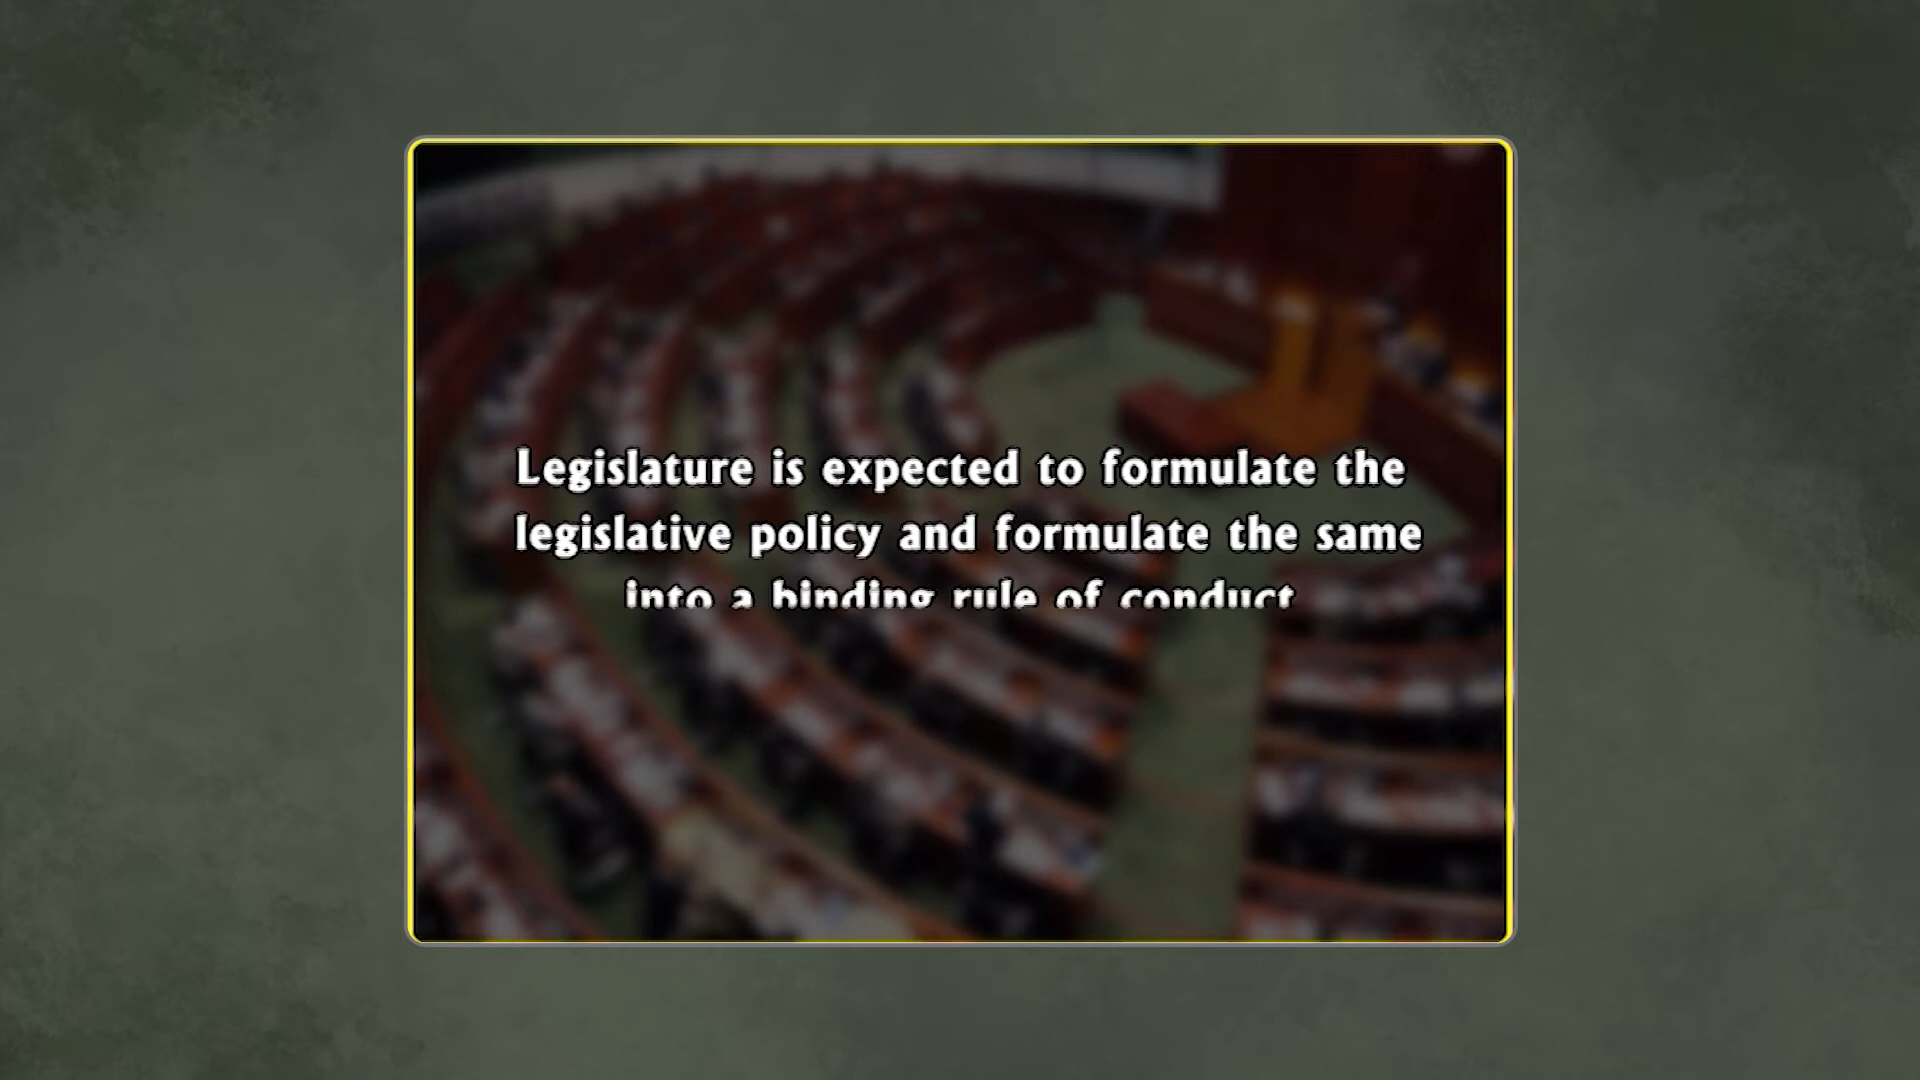 Legislature is expected to formulate the
legislative policy and formulate the same
into a binding rule of conduct